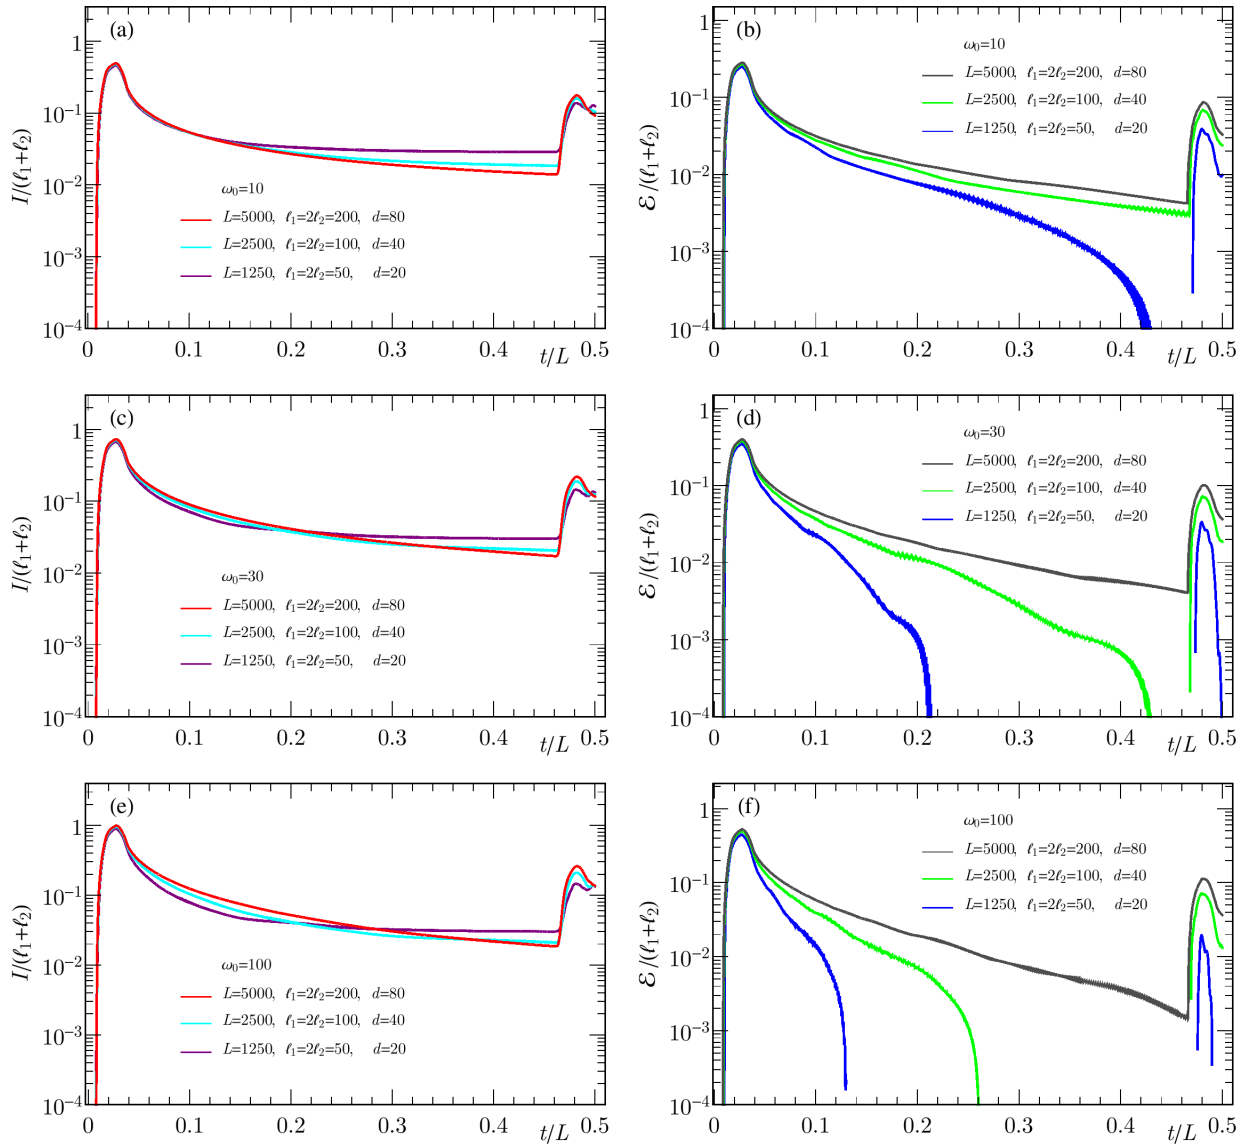 (a)
1
10⁻¹
10⁻²
10⁻³
10⁻⁴
I/(ℓ₁+ℓ₂)
ω₀=10
L=5000, ℓ₁=2ℓ₂=200, d=80
L=2500, ℓ₁=2ℓ₂=100, d=40
L=1250, ℓ₁=2ℓ₂=50, d=20
0 0.1 0.2 0.3 0.4 t/L 0.5
(b)
1
10⁻¹
10⁻²
10⁻³
10⁻⁴
ℰ/(ℓ₁+ℓ₂)
ω₀=10
L=5000, ℓ₁=2ℓ₂=200, d=80
L=2500, ℓ₁=2ℓ₂=100, d=40
L=1250, ℓ₁=2ℓ₂=50, d=20
0 0.1 0.2 0.3 0.4 t/L 0.5
(c)
1
10⁻¹
10⁻²
10⁻³
10⁻⁴
I/(ℓ₁+ℓ₂)
ω₀=30
L=5000, ℓ₁=2ℓ₂=200, d=80
L=2500, ℓ₁=2ℓ₂=100, d=40
L=1250, ℓ₁=2ℓ₂=50, d=20
0 0.1 0.2 0.3 0.4 t/L 0.5
(d)
1
10⁻¹
10⁻²
10⁻³
10⁻⁴
ℰ/(ℓ₁+ℓ₂)
ω₀=30
L=5000, ℓ₁=2ℓ₂=200, d=80
L=2500, ℓ₁=2ℓ₂=100, d=40
L=1250, ℓ₁=2ℓ₂=50, d=20
0 0.1 0.2 0.3 0.4 t/L 0.5
(e)
1
10⁻¹
10⁻²
10⁻³
10⁻⁴
I/(ℓ₁+ℓ₂)
ω₀=100
L=5000, ℓ₁=2ℓ₂=200, d=80
L=2500, ℓ₁=2ℓ₂=100, d=40
L=1250, ℓ₁=2ℓ₂=50, d=20
0 0.1 0.2 0.3 0.4 t/L 0.5
(f)
1
10⁻¹
10⁻²
10⁻³
10⁻⁴
ℰ/(ℓ₁+ℓ₂)
ω₀=100
L=5000, ℓ₁=2ℓ₂=200, d=80
L=2500, ℓ₁=2ℓ₂=100, d=40
L=1250, ℓ₁=2ℓ₂=50, d=20
0 0.1 0.2 0.3 0.4 t/L 0.5